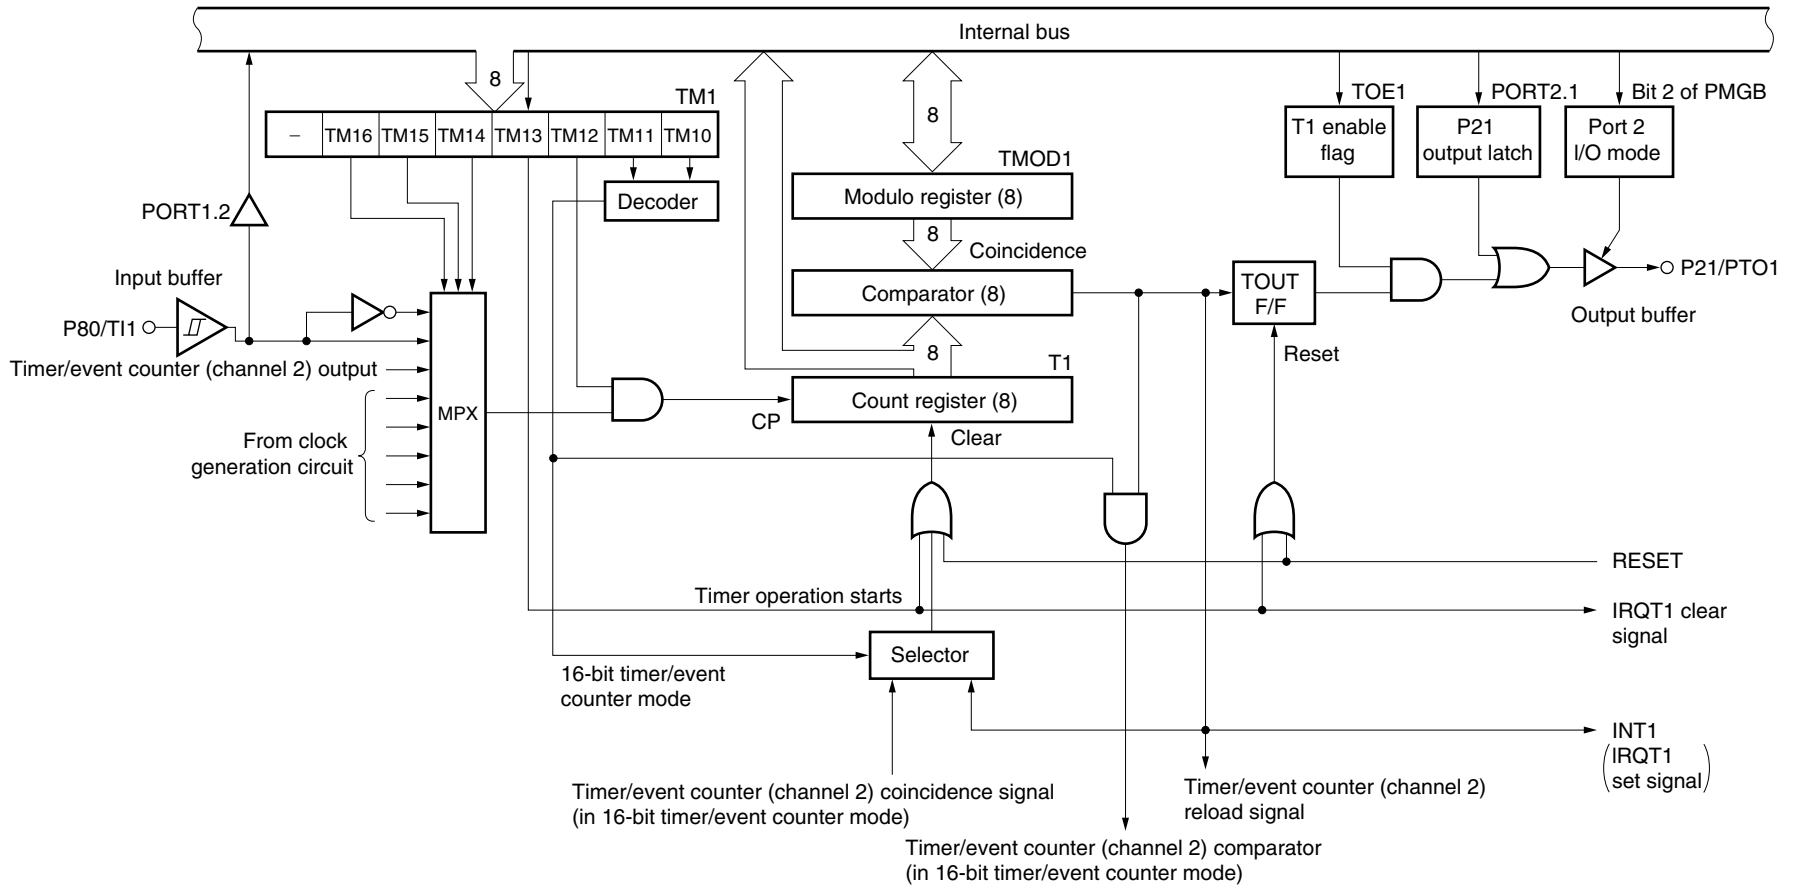 Internal bus
8
TM1
– TM16 TM15 TM14 TM13 TM12 TM11 TM10
Decoder
PORT1.2
Input buffer
P80/TI1
Timer/event counter (channel 2) output
From clock
generation circuit
MPX
8
TMOD1
Modulo register (8)
8
Coincidence
Comparator (8)
8
T1
Count register (8)
CP
Clear
TOE1
T1 enable
flag
PORT2.1
P21
output latch
Bit 2 of PMGB
Port 2
I/O mode
TOUT
F/F
Reset
P21/PTO1
Output buffer
RESET
Timer operation starts
IRQT1 clear
signal
Selector
16-bit timer/event
counter mode
INT1
(IRQT1
set signal)
Timer/event counter (channel 2) coincidence signal
(in 16-bit timer/event counter mode)
Timer/event counter (channel 2)
reload signal
Timer/event counter (channel 2) comparator
(in 16-bit timer/event counter mode)